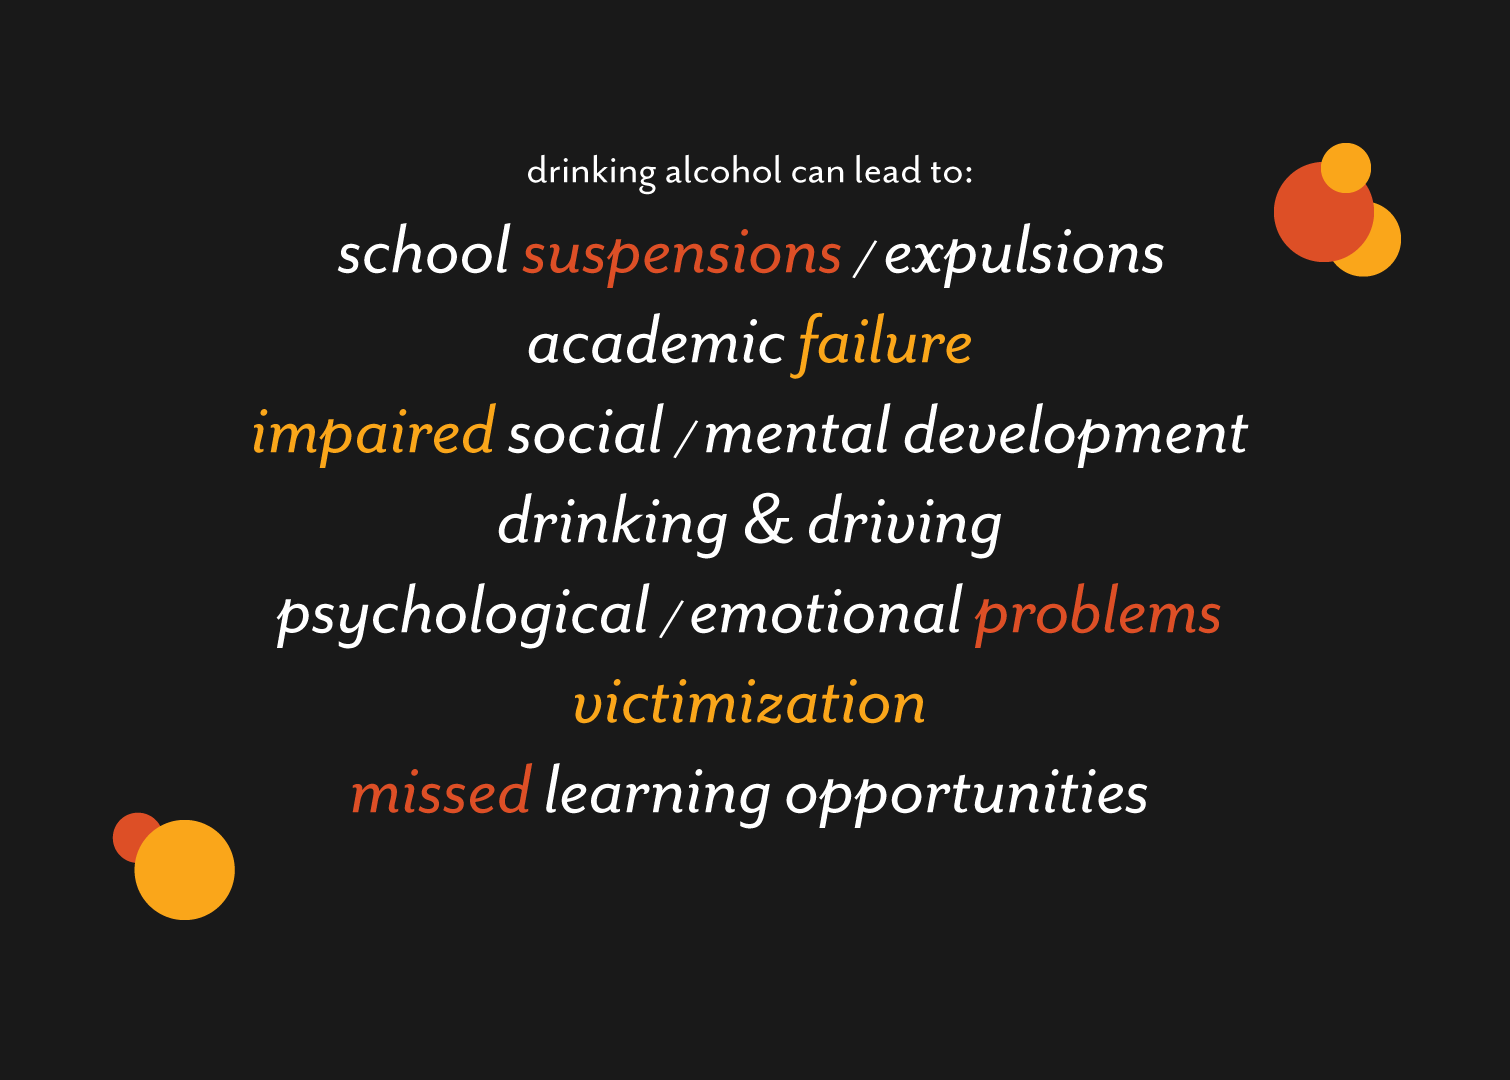 drinking alcohol can lead to:
school suspensions / expulsions
academic failure
impaired social / mental development
drinking & driving
psychological / emotional problems
victimization
missed learning opportunities